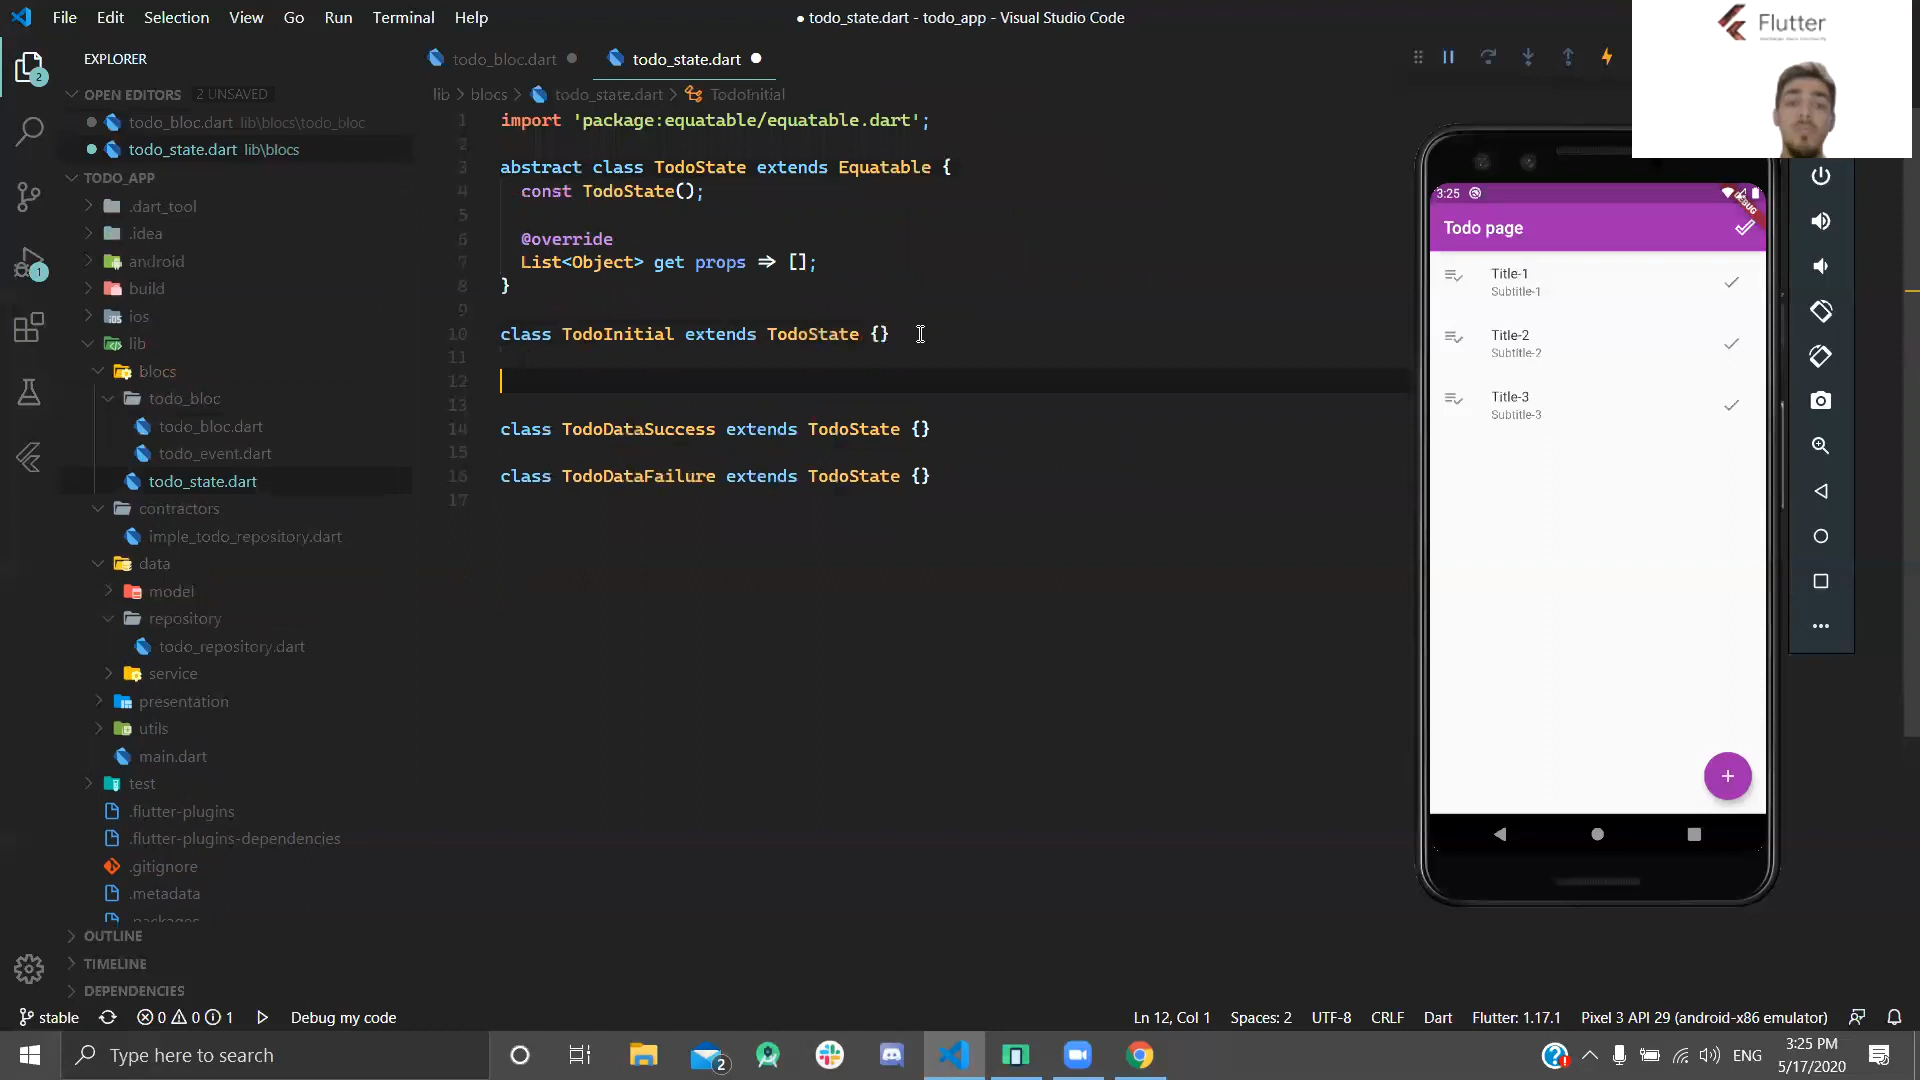 File Edit Selection View Go Run Terminal Help
● todo_state.dart - todo_app - Visual Studio Code
Flutter
EXPLORER
todo_bloc.dart
todo_state.dart
OPEN EDITORS 2 UNSAVED
todo_bloc.dart lib\blocs\todo_bloc
todo_state.dart lib\blocs
TODO_APP
.dart_tool
.idea
android
build
ios
lib
blocs
todo_bloc
todo_bloc.dart
todo_event.dart
todo_state.dart
contractors
imple_todo_repository.dart
data
model
repository
todo_repository.dart
service
presentation
utils
main.dart
test
.flutter-plugins
.flutter-plugins-dependencies
.gitignore
.metadata
.packages
OUTLINE
TIMELINE
DEPENDENCIES
2
1
lib > blocs > todo_state.dart > TodoInitial
1 import 'package:equatable/equatable.dart';
2
3 abstract class TodoState extends Equatable {
4 const TodoState();
5
6 @override
7 List<Object> get props => [];
8 }
9
10 class TodoInitial extends TodoState {}
11
12
13
14 class TodoDataSuccess extends TodoState {}
15
16 class TodoDataFailure extends TodoState {}
17
3:25
DEBUG
Todo page
Title-1
Subtitle-1
Title-2
Subtitle-2
Title-3
Subtitle-3
+
stable 0 0 1 Debug my code
Ln 12, Col 1 Spaces: 2 UTF-8 CRLF Dart Flutter: 1.17.1 Pixel 3 API 29 (android-x86 emulator)
Type here to search
2
ENG
3:25 PM
5/17/2020